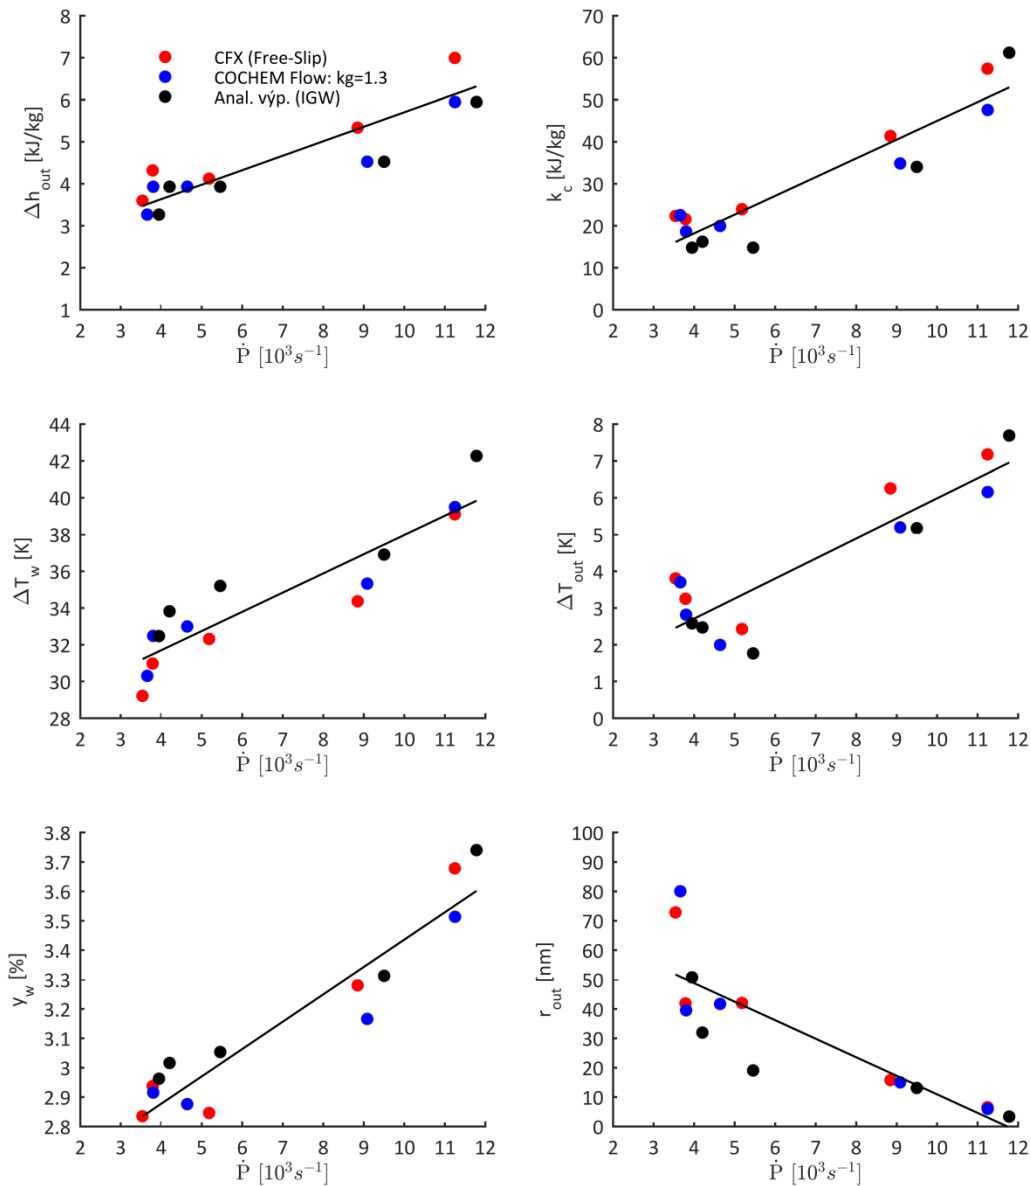 8
7
6
5
4
3
2
1
Δh_out [kJ/kg]
CFX (Free-Slip)
COCHEM Flow: kg=1.3
Anal. výp. (IGW)
2 3 4 5 6 7 8 9 10 11 12
Ṗ [10³s⁻¹]
70
60
50
40
30
20
10
0
k_c [kJ/kg]
2 3 4 5 6 7 8 9 10 11 12
Ṗ [10³s⁻¹]
44
42
40
38
36
34
32
30
28
ΔT_w [K]
2 3 4 5 6 7 8 9 10 11 12
Ṗ [10³s⁻¹]
8
7
6
5
4
3
2
1
0
ΔT_out [K]
2 3 4 5 6 7 8 9 10 11 12
Ṗ [10³s⁻¹]
3.8
3.7
3.6
3.5
3.4
3.3
3.2
3.1
3
2.9
2.8
y_w [%]
2 3 4 5 6 7 8 9 10 11 12
Ṗ [10³s⁻¹]
100
90
80
70
60
50
40
30
20
10
0
r_out [nm]
2 3 4 5 6 7 8 9 10 11 12
Ṗ [10³s⁻¹]